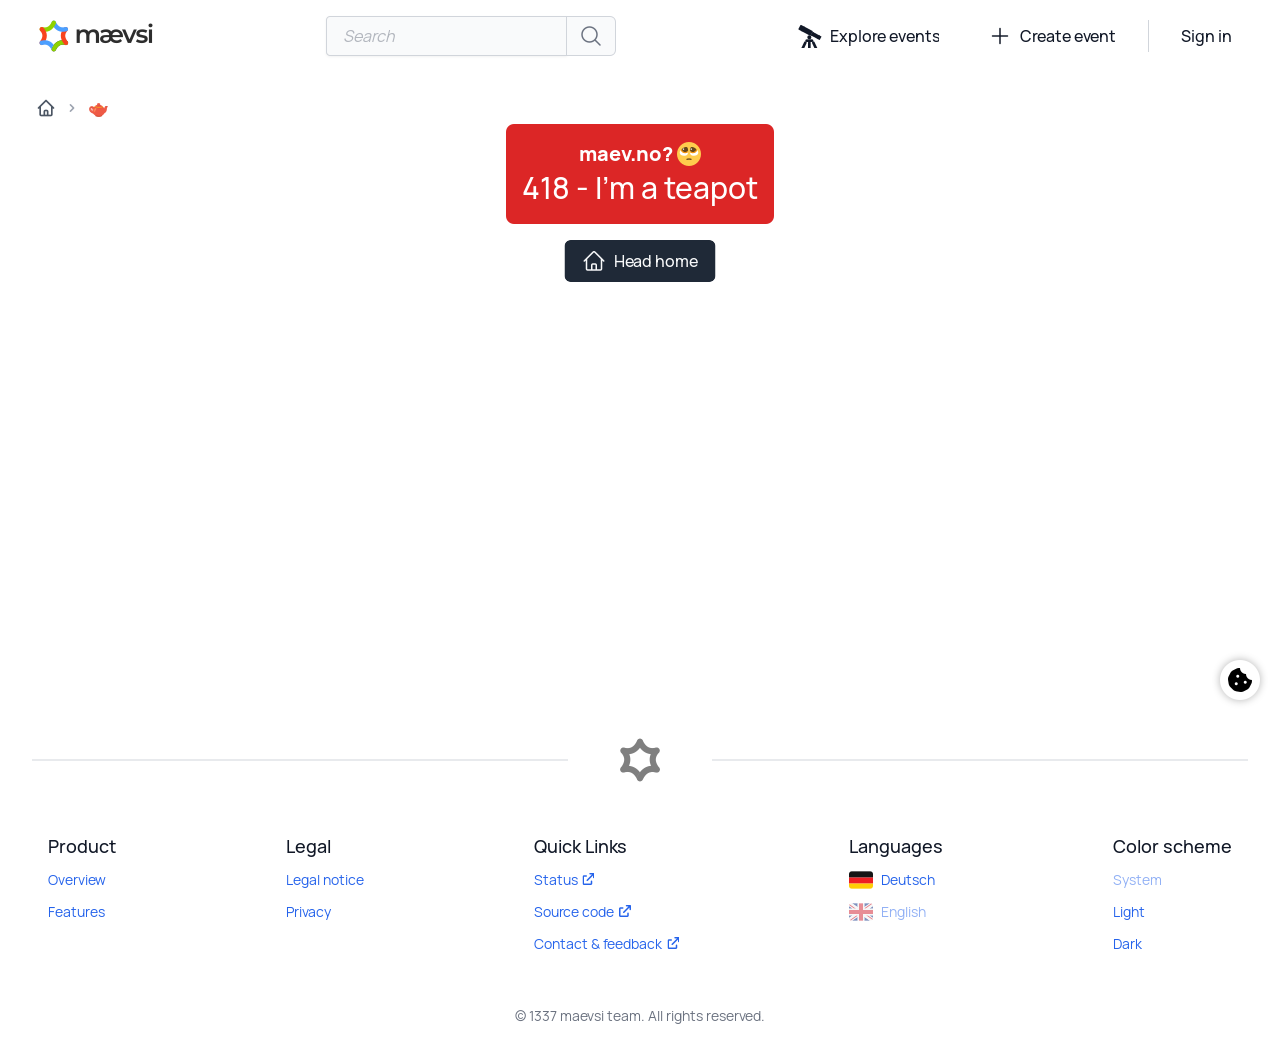 mævsi
Search
Explore events
Create event
Sign in
maev.no? 🥺
418 - I'm a teapot
Head home
Product
Overview
Features
Legal
Legal notice
Privacy
Quick Links
Status
Source code
Contact & feedback
Languages
Deutsch
English
Color scheme
System
Light
Dark
© 1337 maevsi team. All rights reserved.